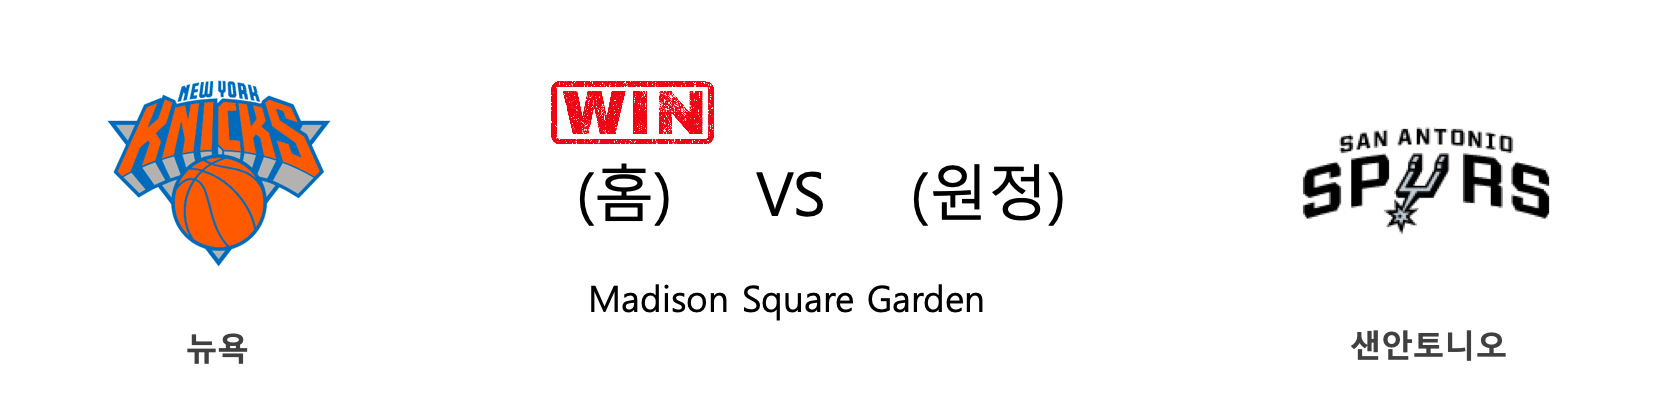 NEW YORK
KNICKS
뉴욕
WIN
(홈) VS (원정)
Madison Square Garden
SAN ANTONIO
SPURS
샌안토니오